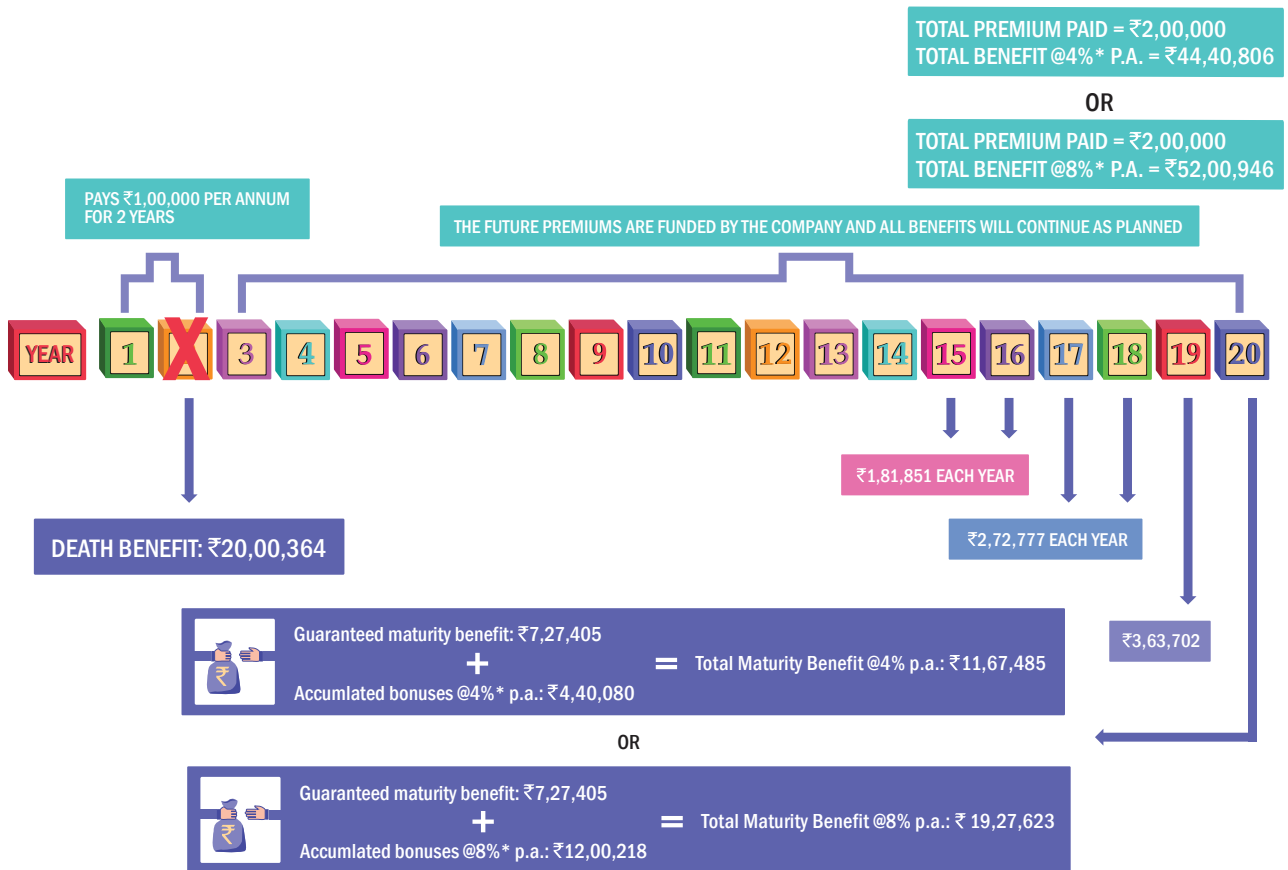 TOTAL PREMIUM PAID = ₹2,00,000
TOTAL BENEFIT @4%* P.A. = ₹44,40,806
OR
TOTAL PREMIUM PAID = ₹2,00,000
TOTAL BENEFIT @8%* P.A. = ₹52,00,946
PAYS ₹1,00,000 PER ANNUM
FOR 2 YEARS
THE FUTURE PREMIUMS ARE FUNDED BY THE COMPANY AND ALL BENEFITS WILL CONTINUE AS PLANNED
YEAR 1 X 3 4 5 6 7 8 9 10 11 12 13 14 15 16 17 18 19 20
₹1,81,851 EACH YEAR
DEATH BENEFIT: ₹20,00,364
₹2,72,777 EACH YEAR
₹3,63,702
₹
Guaranteed maturity benefit: ₹7,27,405
+
= Total Maturity Benefit @4% p.a.: ₹11,67,485
Accumlated bonuses @4%* p.a.: ₹4,40,080
OR
₹
Guaranteed maturity benefit: ₹7,27,405
+
= Total Maturity Benefit @8% p.a.: ₹ 19,27,623
Accumlated bonuses @8%* p.a.: ₹12,00,218